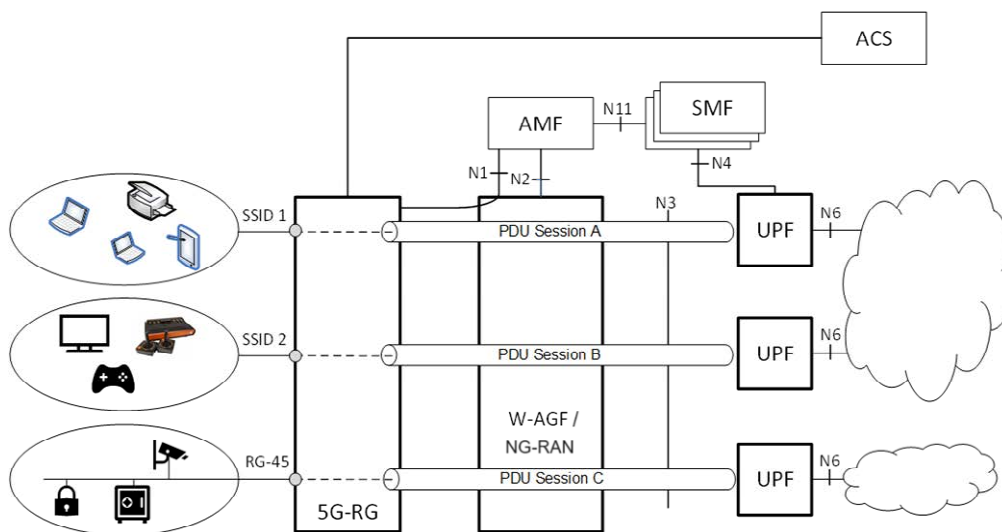 ACS
AMF
N11
SMF
N1
N2
N4
N3
SSID 1
PDU Session A
UPF
N6
SSID 2
PDU Session B
UPF
N6
W-AGF /
NG-RAN
RG-45
PDU Session C
UPF
N6
5G-RG